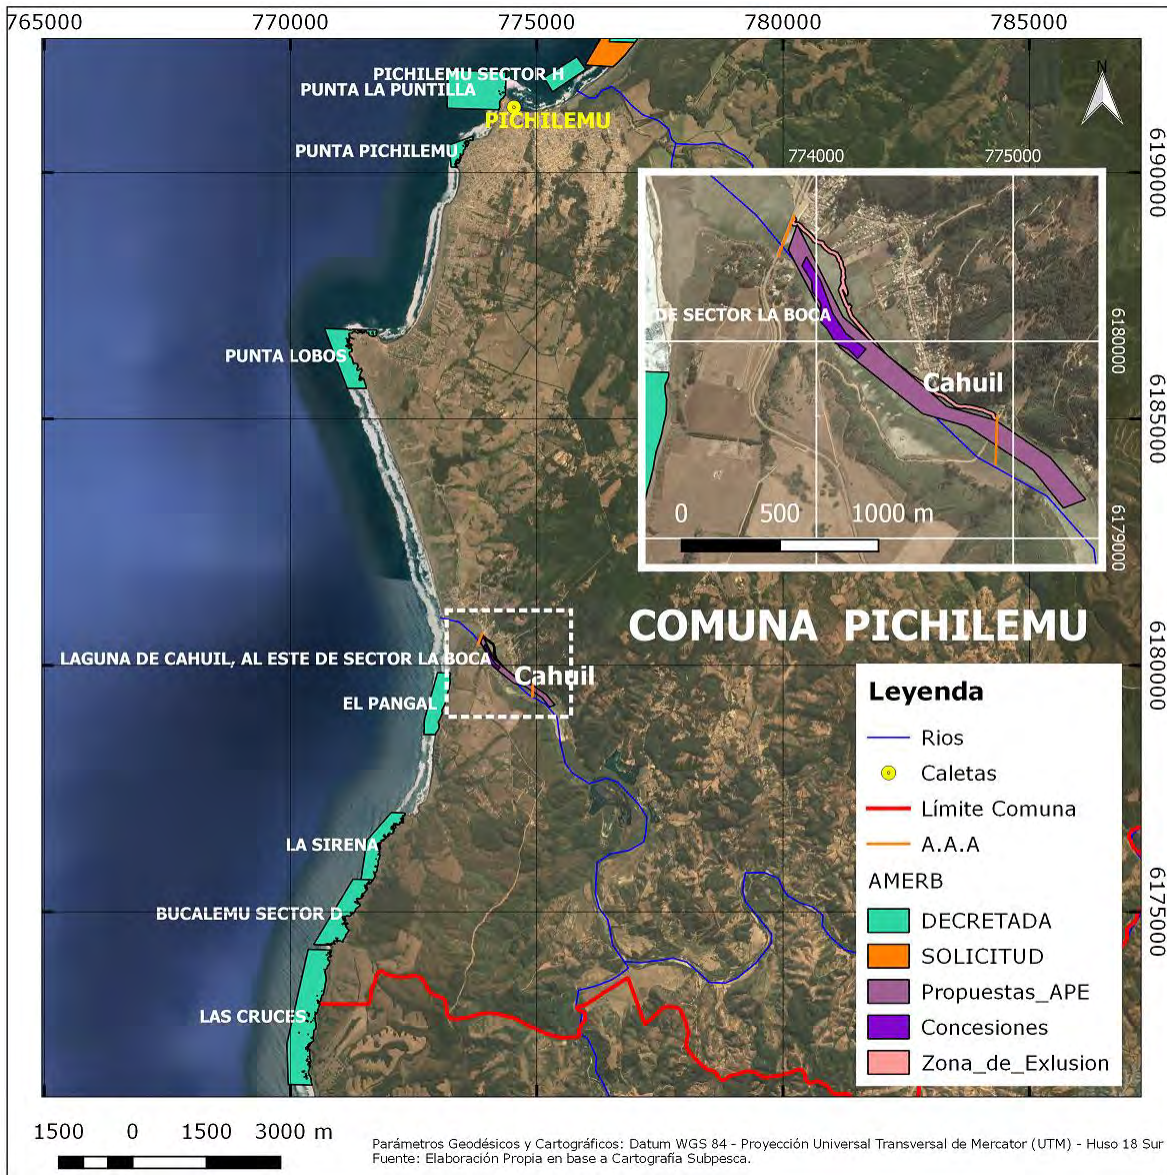 765000 770000 775000 780000 785000
PICHILEMU SECTOR H
PUNTA LA PUNTILLA
PICHILEMU
N
PUNTA PICHILEMU
774000 775000
6190000
DE SECTOR LA BOCA
6180000
PUNTA LOBOS
Cahuil
6185000
0 500 1000 m
6179000
COMUNA PICHILEMU
LAGUNA DE CAHUIL, AL ESTE DE SECTOR LA BOCA
Cahuil
6180000
EL PANGAL
Leyenda
Rios
Caletas
Límite Comuna
A.A.A
AMERB
DECRETADA
SOLICITUD
Propuestas_APE
Concesiones
Zona_de_Exlusion
LA SIRENA
BUCALEMU SECTOR D
6175000
LAS CRUCES
1500 0 1500 3000 m
Parámetros Geodésicos y Cartográficos: Datum WGS 84 - Proyección Universal Transversal de Mercator (UTM) - Huso 18 Sur
Fuente: Elaboración Propia en base a Cartografía Subpesca.